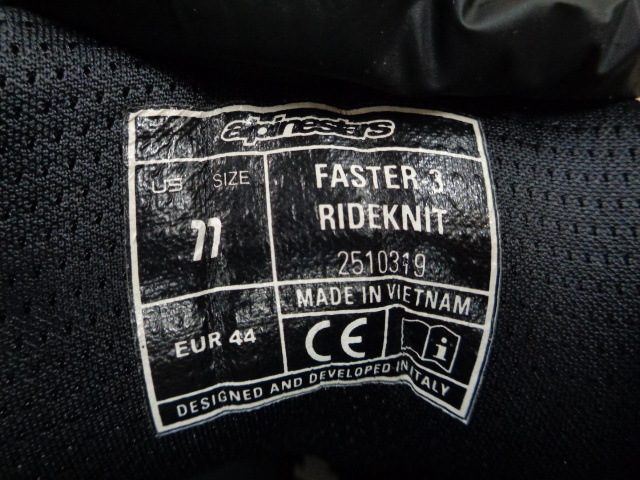 alpinestars
US SIZE
11
EUR 44
FASTER-3
RIDEKNIT
2510319
MADE IN VIETNAM
CE
i
DESIGNED AND DEVELOPED IN ITALY